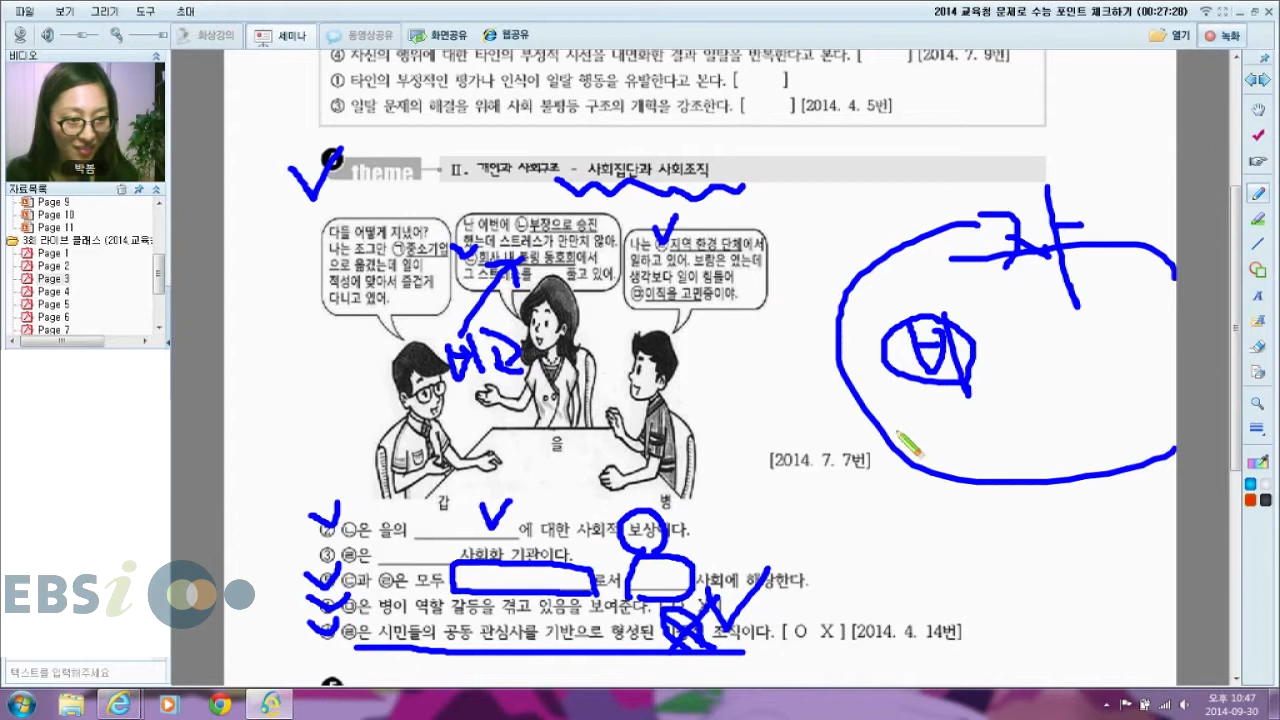 파일 보기 그리기 도구 초대
2014 교육청 문제로 수능 포인트 체크하기 (00:27:28)
화상강의 세미나 동영상공유 화면공유 웹공유
열기 녹화
비디오
박봄
자료목록
Page 9
Page 10
Page 11
3회 라이브 클래스 (2014.교육
Page 1
Page 2
Page 3
Page 4
Page 5
Page 6
Page 7
EBSi
텍스트를 입력해주세요
④ 자신의 행위에 대한 타인의 부정적 시선을 내면화한 결과 일탈을 반복한다고 본다. [ ] [2014. 7. 9번]
① 타인의 부정적인 평가나 인식이 일탈 행동을 유발한다고 본다. [ ]
③ 일탈 문제의 해결을 위해 사회 불평등 구조의 개혁을 강조한다. [ ] [2014. 4. 5번]
theme Ⅱ. 개인과 사회구조 - 사회집단과 사회조직
다들 어떻게 지냈어?
나는 조그만 ㉠중소기업
으로 옮겼는데 일이
적성에 맞아서 즐겁게
다니고 있어.
난 이번에 ㉡부장으로 승진
했는데 스트레스가 만만치 않아.
회사 내 볼링 동호회에서
그 스트레스를 풀고 있어.
나는 지역 환경 단체에서
일하고 있어. 보람은 있는데
생각보다 일이 힘들어
㉤이직을 고민중이야.
비공
갑
을
병
[2014. 7. 7번]
② ㉡은 을의 에 대한 사회적 보상이다.
③ ㉣은 사회화 기관이다.
㉢과 ㉣은 모두 로서 사회에 해당한다.
㉤은 병이 역할 갈등을 겪고 있음을 보여준다.
㉣은 시민들의 공동 관심사를 기반으로 형성된 조직이다. [ O X ] [2014. 4. 14번]
오후 10:47
2014-09-30